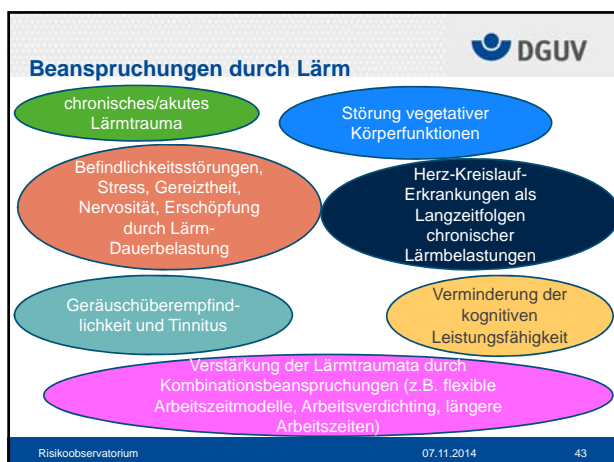 DGUV
Beanspruchungen durch Lärm
chronisches/akutes
Lärmtrauma
Störung vegetativer
Körperfunktionen
Befindlichkeitsstörungen,
Stress, Gereiztheit,
Nervosität, Erschöpfung
durch Lärm-
Dauerbelastung
Herz-Kreislauf-
Erkrankungen als
Langzeitfolgen
chronischer
Lärmbelastungen
Geräuschüberempfind-
lichkeit und Tinnitus
Verminderung der
kognitiven
Leistungsfähigkeit
Verstärkung der Lärmtraumata durch
Kombinationsbeanspruchungen (z.B. flexible
Arbeitszeitmodelle, Arbeitsverdichting, längere
Arbeitszeiten)
Risikoobservatorium 07.11.2014 43